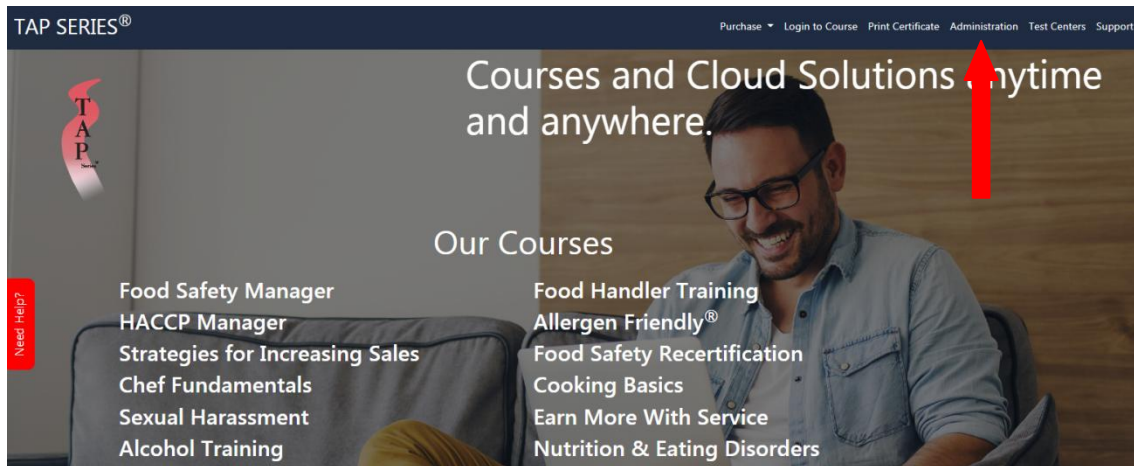 TAP SERIES®
Purchase Login to Course Print Certificate Administration Test Centers Support
T
A
P
Series
Courses and Cloud Solutions anytime
and anywhere.
Our Courses
Need Help?
Food Safety Manager
Food Handler Training
HACCP Manager
Allergen Friendly®
Strategies for Increasing Sales
Food Safety Recertification
Chef Fundamentals
Cooking Basics
Sexual Harassment
Earn More With Service
Alcohol Training
Nutrition & Eating Disorders